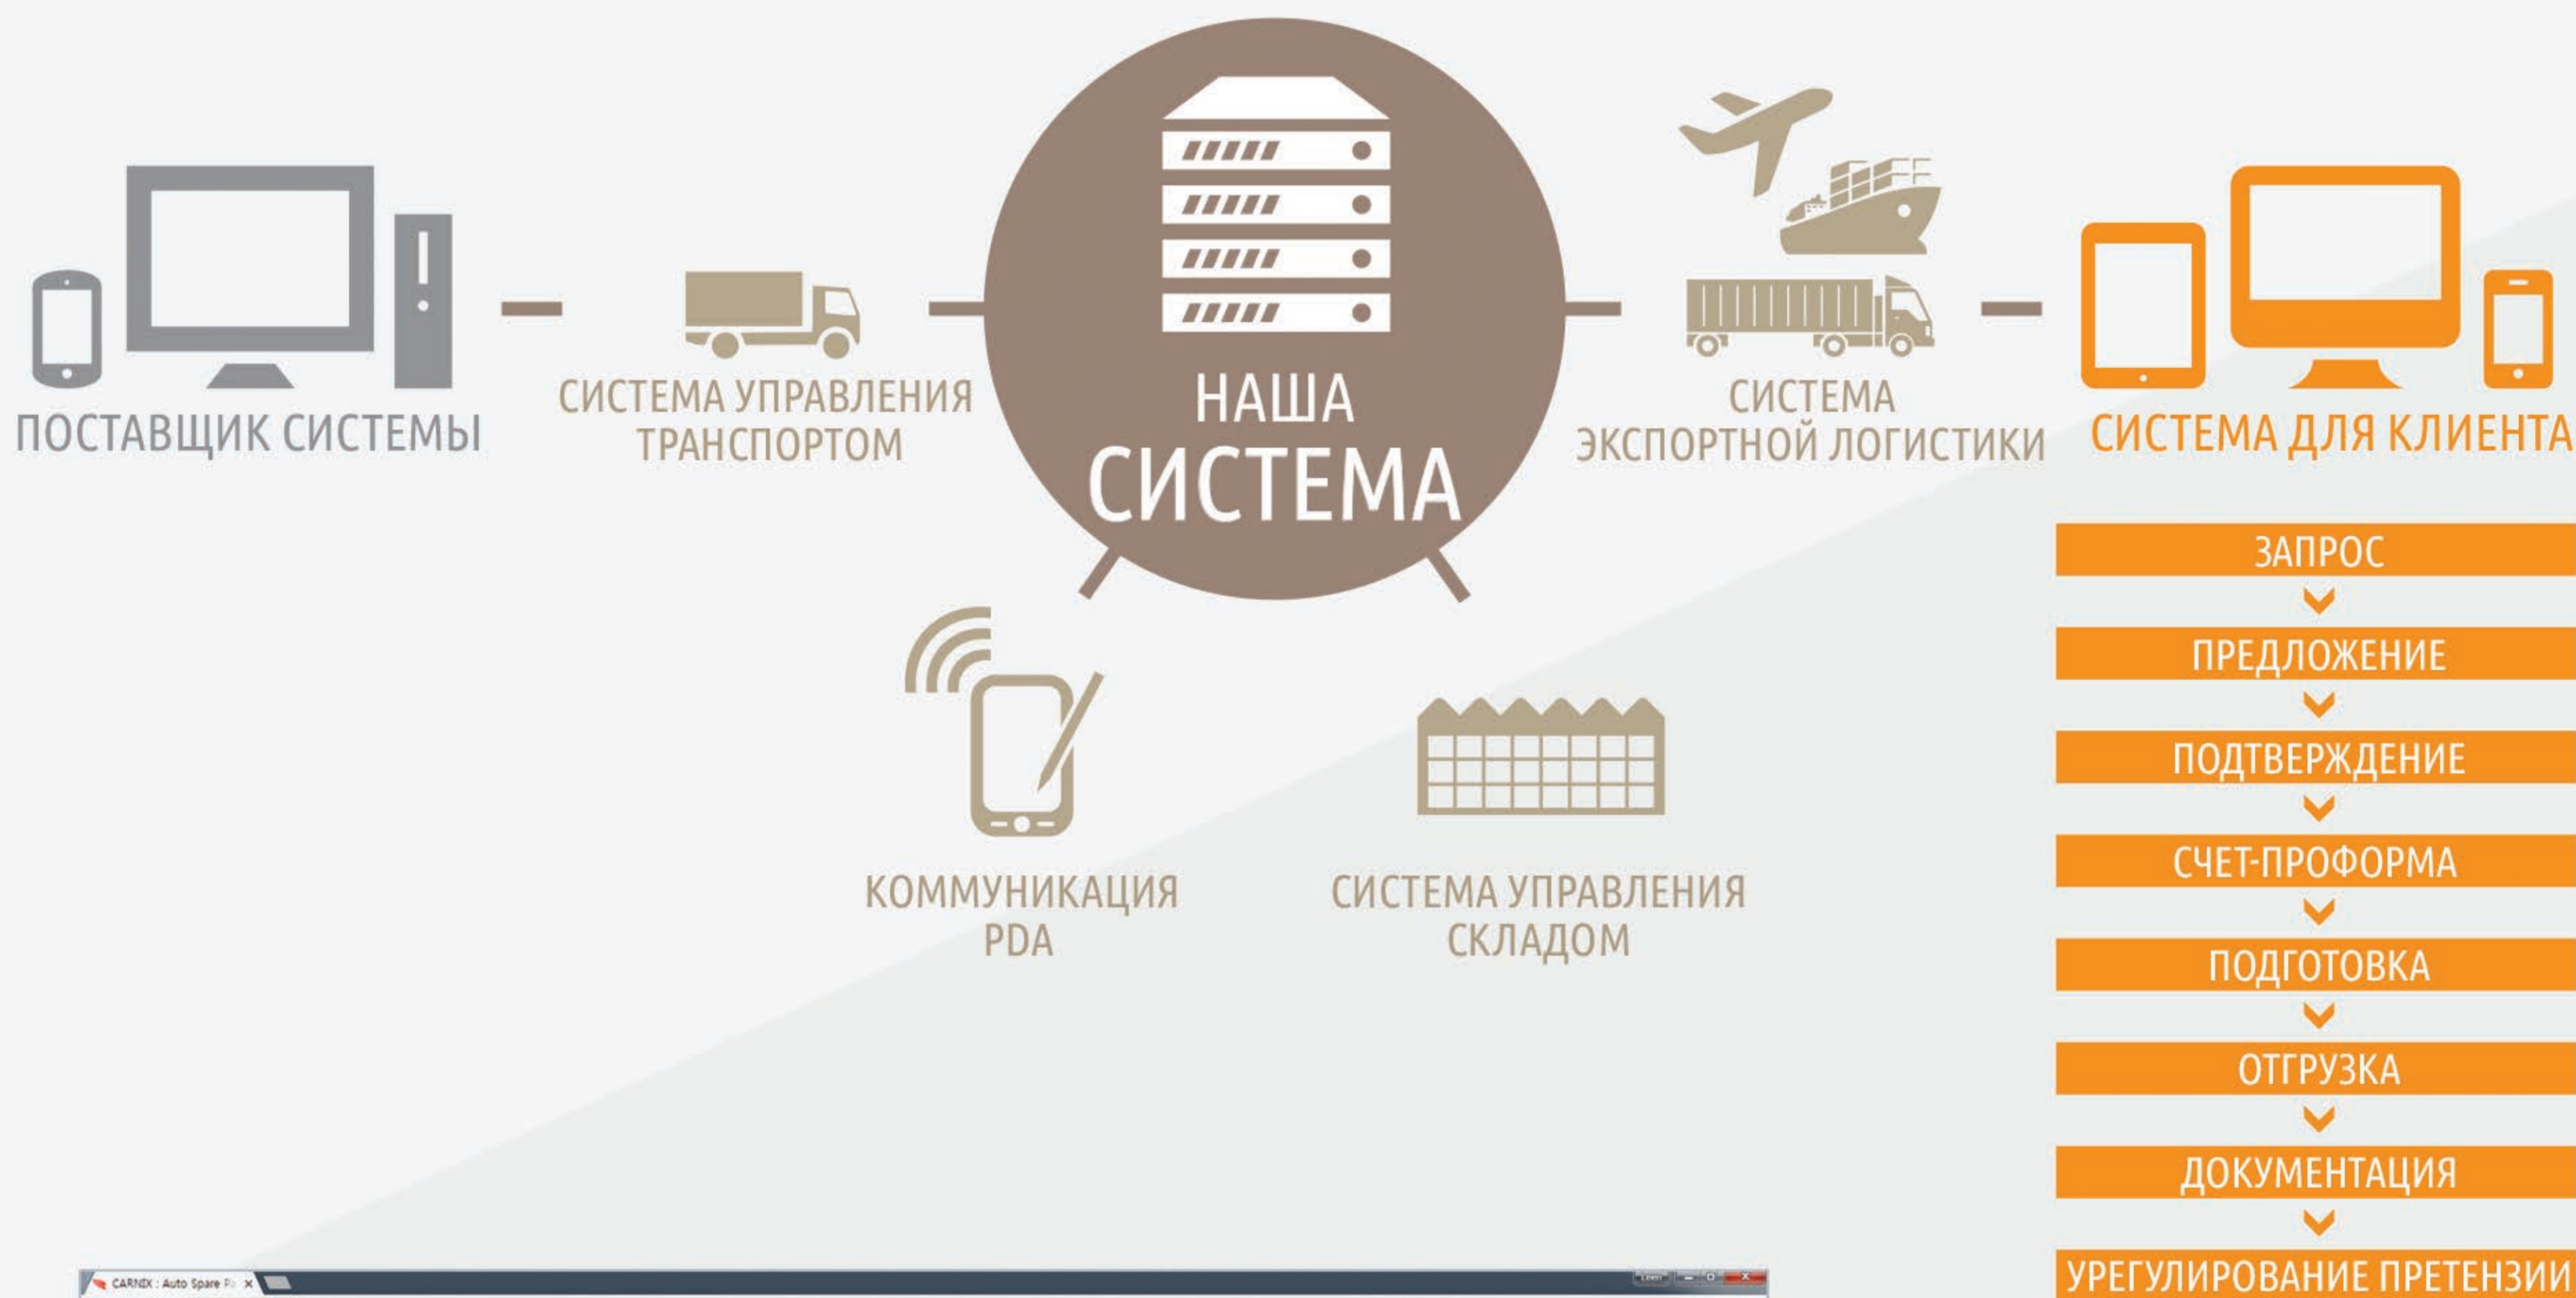 ПОСТАВЩИК СИСТЕМЫ
СИСТЕМА УПРАВЛЕНИЯ
ТРАНСПОРТОМ
НАША
СИСТЕМА
СИСТЕМА
ЭКСПОРТНОЙ ЛОГИСТИКИ
СИСТЕМА ДЛЯ КЛИЕНТА
КОММУНИКАЦИЯ
PDA
СИСТЕМА УПРАВЛЕНИЯ
СКЛАДОМ
ЗАПРОС
ПРЕДЛОЖЕНИЕ
ПОДТВЕРЖДЕНИЕ
СЧЕТ-ПРОФОРМА
ПОДГОТОВКА
ОТГРУЗКА
ДОКУМЕНТАЦИЯ
УРЕГУЛИРОВАНИЕ ПРЕТЕНЗИИ
CARNIX : Auto Spare